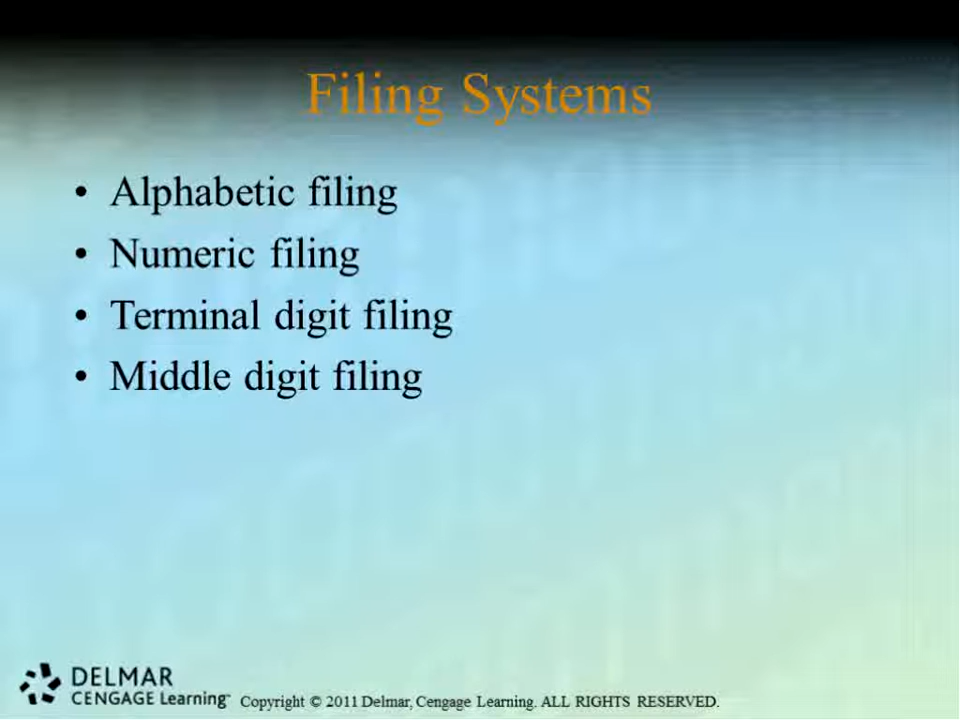 Filing Systems
• Alphabetic filing
• Numeric filing
• Terminal digit filing
• Middle digit filing
DELMAR
CENGAGE Learning™ Copyright © 2011 Delmar, Cengage Learning. ALL RIGHTS RESERVED.